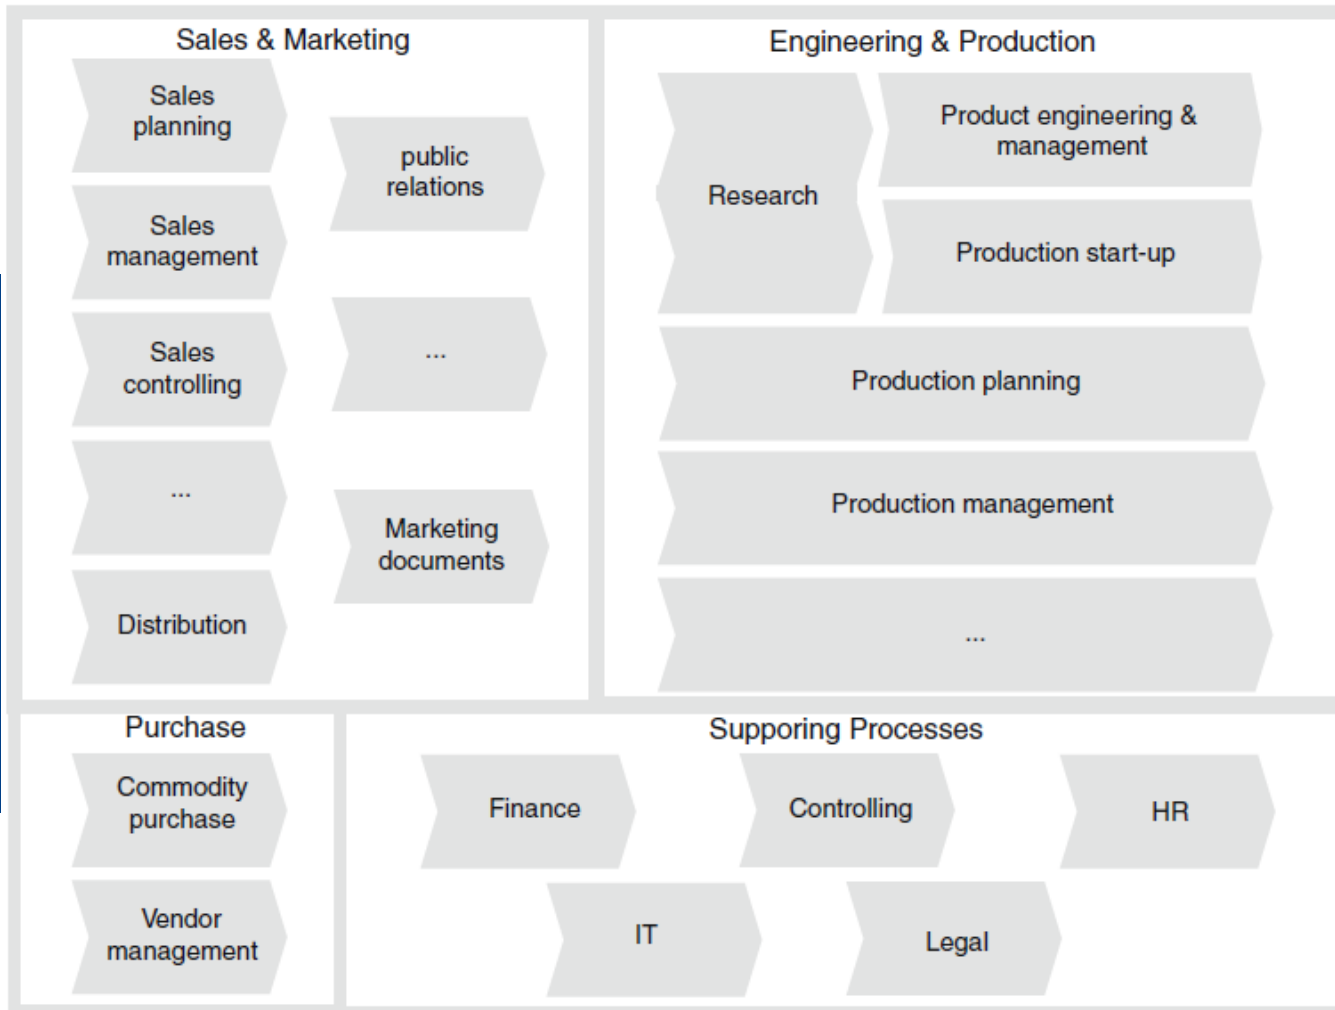 Sales & Marketing
Sales
planning
Sales
management
Sales
controlling
...
Distribution
public
relations
...
Marketing
documents
Engineering & Production
Research
Product engineering &
management
Production start-up
Production planning
Production management
...
Purchase
Commodity
purchase
Vendor
management
Supporing Processes
Finance
Controlling
HR
IT
Legal